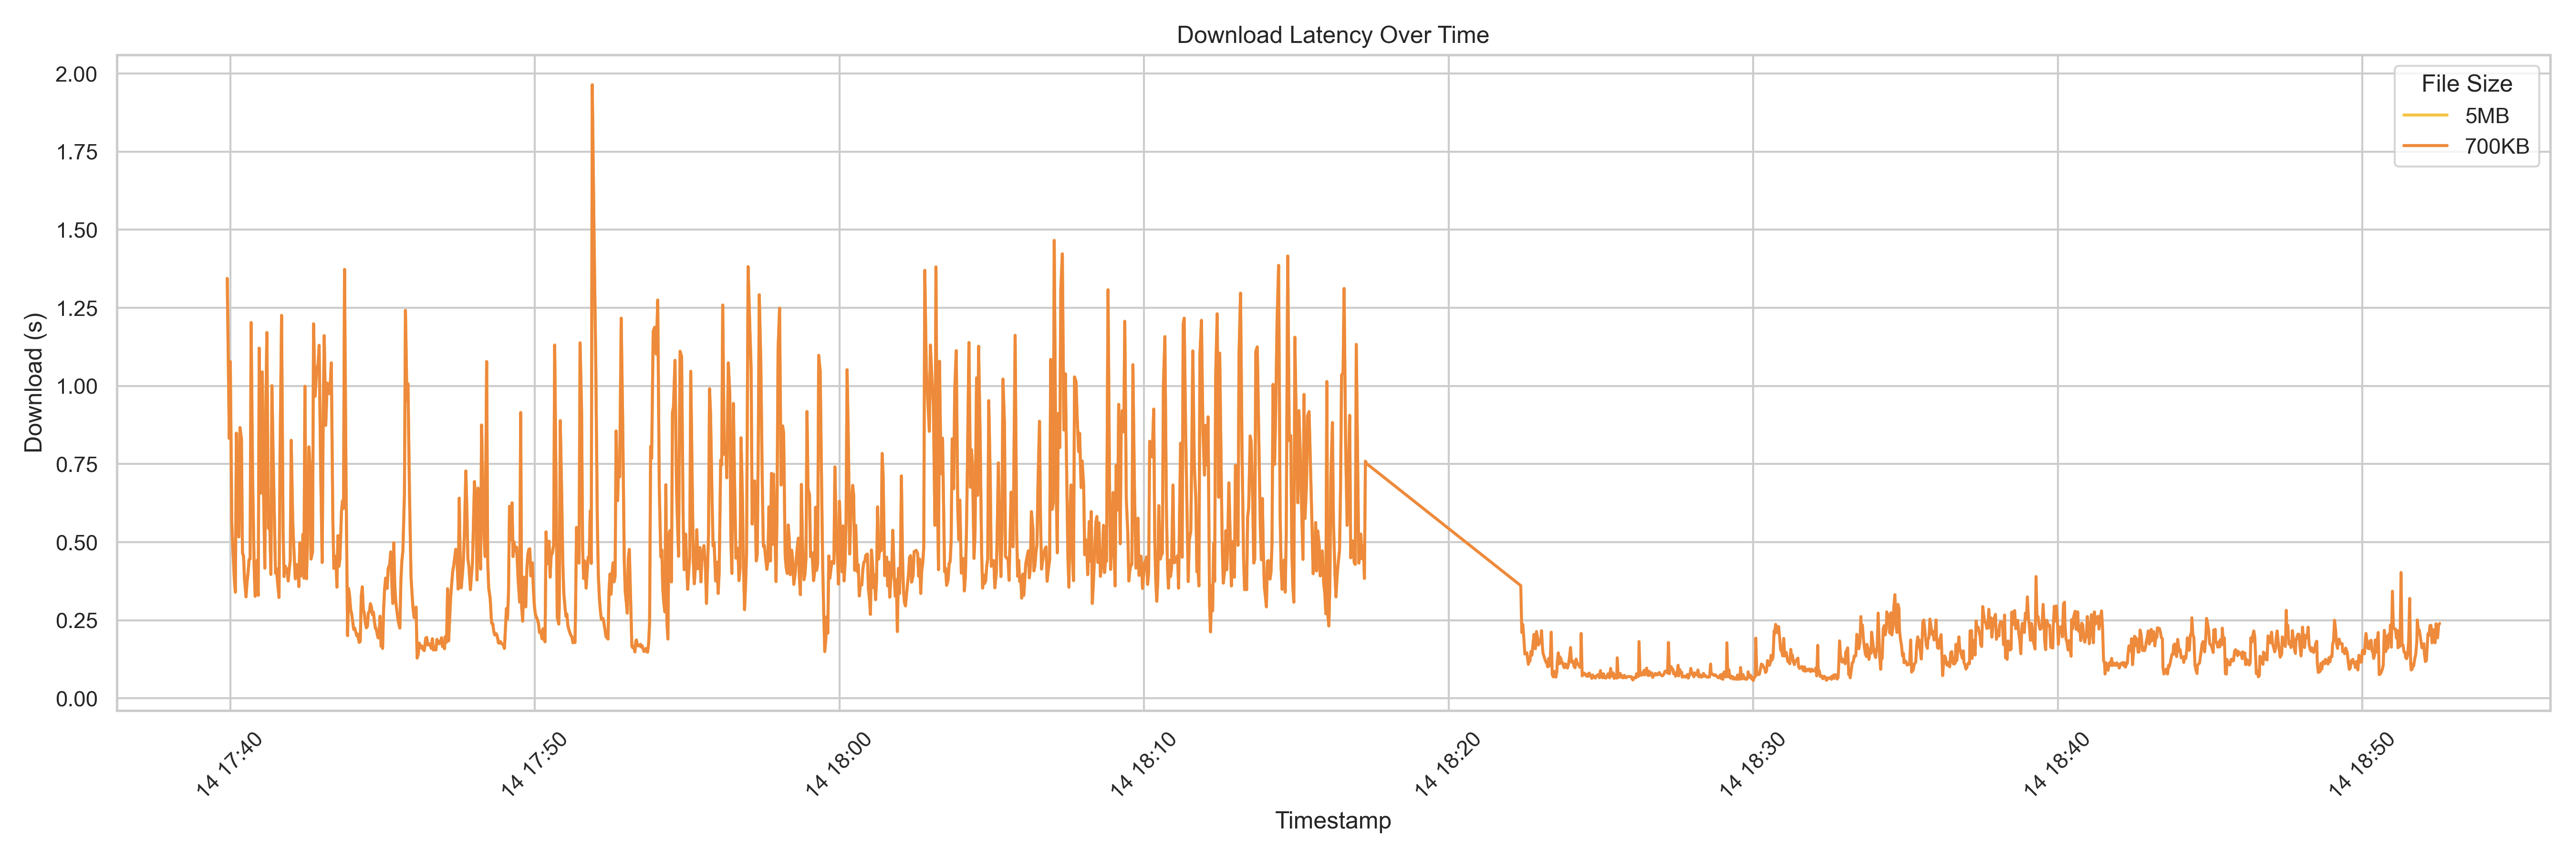 Download Latency Over Time
File Size
5MB
700KB
Download (s)
2.00
1.75
1.50
1.25
1.00
0.75
0.50
0.25
0.00
14 17:40
14 17:50
14 18:00
14 18:10
14 18:20
14 18:30
14 18:40
14 18:50
Timestamp